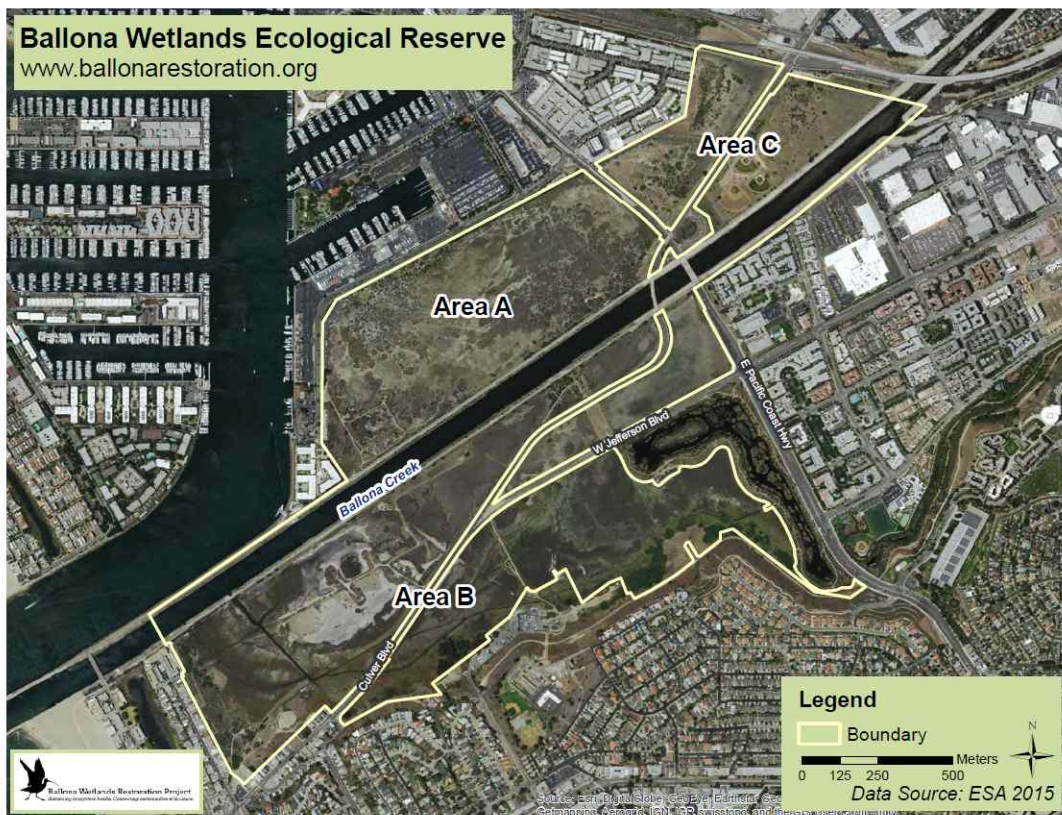 Ballona Wetlands Ecological Reserve
www.ballonarestoration.org
Area C
Area A
E Pacific Coast Hwy
W Jefferson Blvd
Ballona Creek
Area B
Culver Blvd
Legend
Boundary
N
0 125 250 500 Meters
Data Source: ESA 2015
Ballona Wetlands Restoration Project